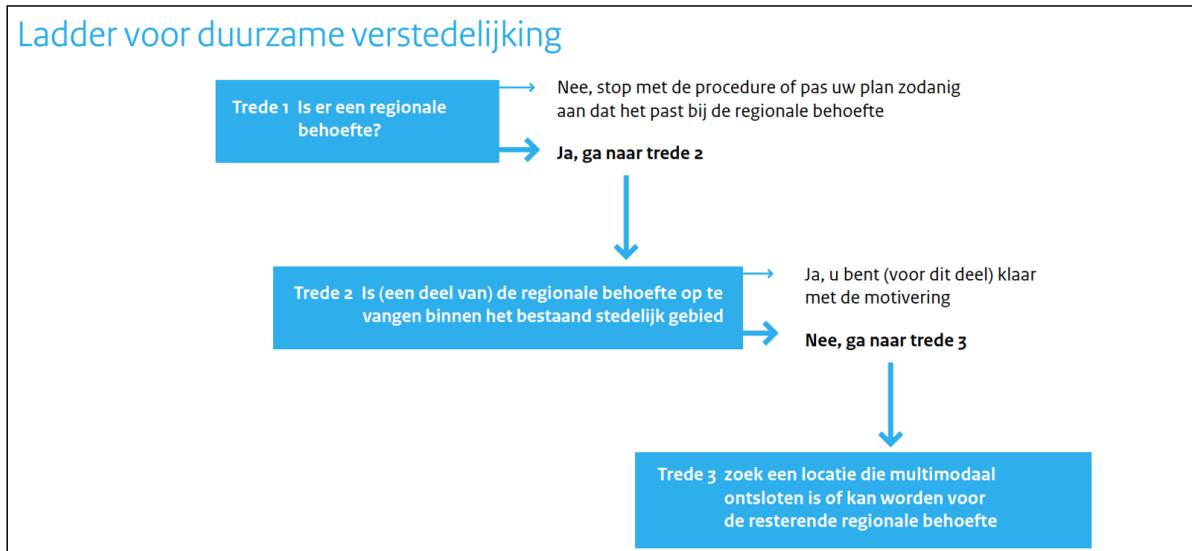 Ladder voor duurzame verstedelijking
Trede 1 Is er een regionale
behoefte?
Nee, stop met de procedure of pas uw plan zodanig
aan dat het past bij de regionale behoefte
Ja, ga naar trede 2
Trede 2 Is (een deel van) de regionale behoefte op te
vangen binnen het bestaand stedelijk gebied
Ja, u bent (voor dit deel) klaar
met de motivering
Nee, ga naar trede 3
Trede 3 zoek een locatie die multimodaal
ontsloten is of kan worden voor
de resterende regionale behoefte